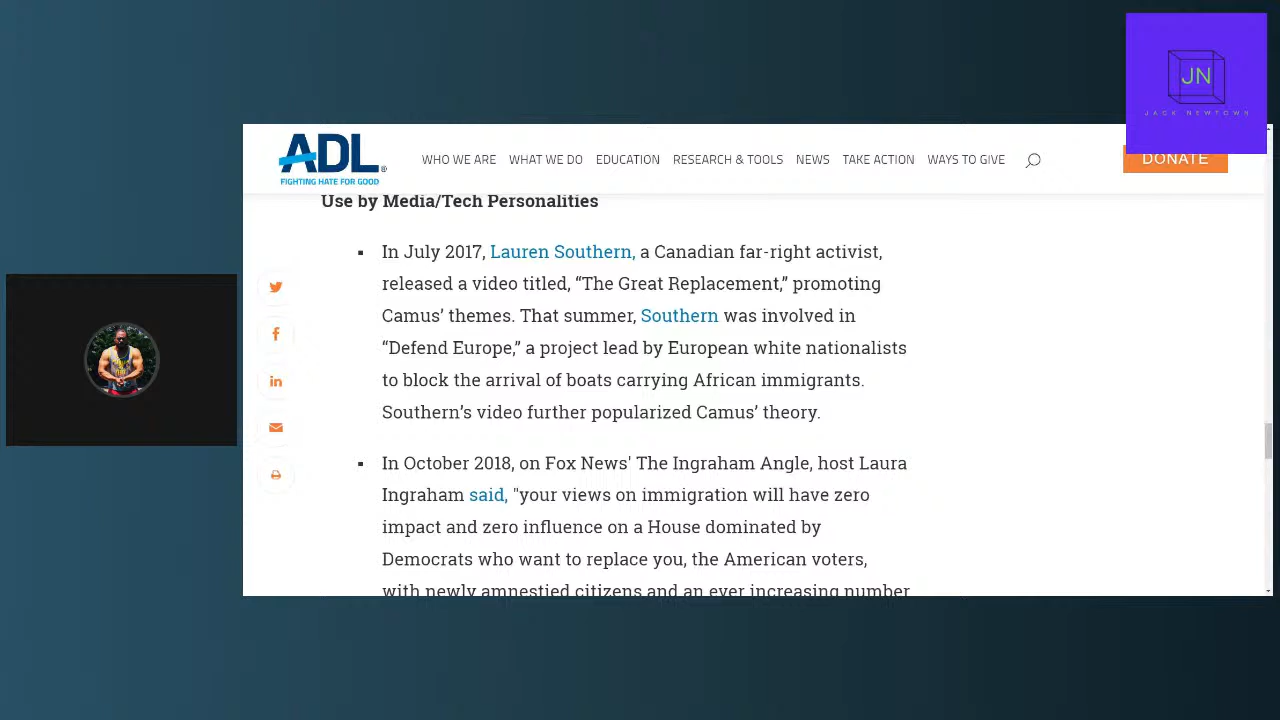 JN
JACK NEWTOWN
ADL
FIGHTING HATE FOR GOOD
WHO WE ARE WHAT WE DO EDUCATION RESEARCH & TOOLS NEWS TAKE ACTION WAYS TO GIVE
DONATE
Use by Media/Tech Personalities
▪ In July 2017, Lauren Southern, a Canadian far-right activist,
released a video titled, “The Great Replacement,” promoting
Camus’ themes. That summer, Southern was involved in
“Defend Europe,” a project lead by European white nationalists
to block the arrival of boats carrying African immigrants.
Southern’s video further popularized Camus’ theory.
▪ In October 2018, on Fox News' The Ingraham Angle, host Laura
Ingraham said, "your views on immigration will have zero
impact and zero influence on a House dominated by
Democrats who want to replace you, the American voters,
with newly amnestied citizens and an ever increasing number